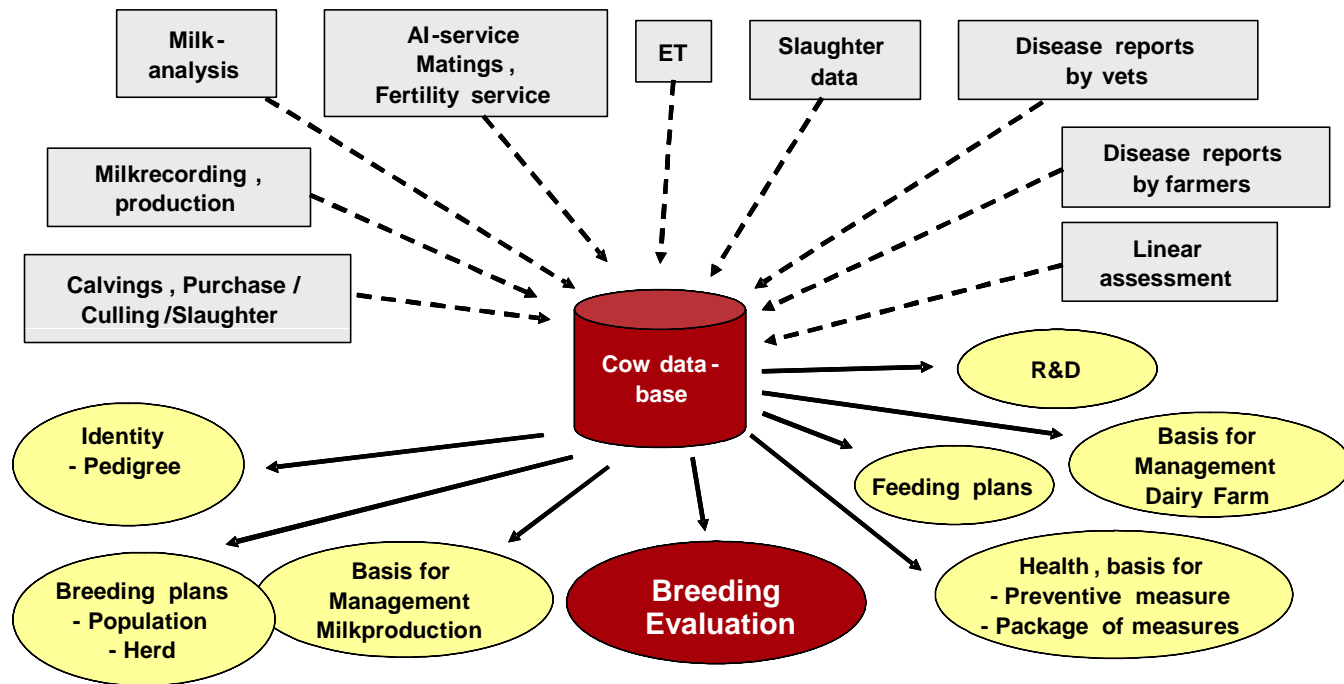 Milk-
analysis
AI-service
Matings,
Fertility service
ET
Slaughter
data
Disease reports
by vets
Milkrecording,
production
Disease reports
by farmers
Calvings, Purchase/
Culling/Slaughter
Linear
assessment
Cow data-
base
R&D
Identity
- Pedigree
Basis for
Management
Dairy Farm
Feeding plans
Breeding plans
- Population
- Herd
Basis for
Management
Milkproduction
Breeding
Evaluation
Health, basis for
- Preventive measure
- Package of measures